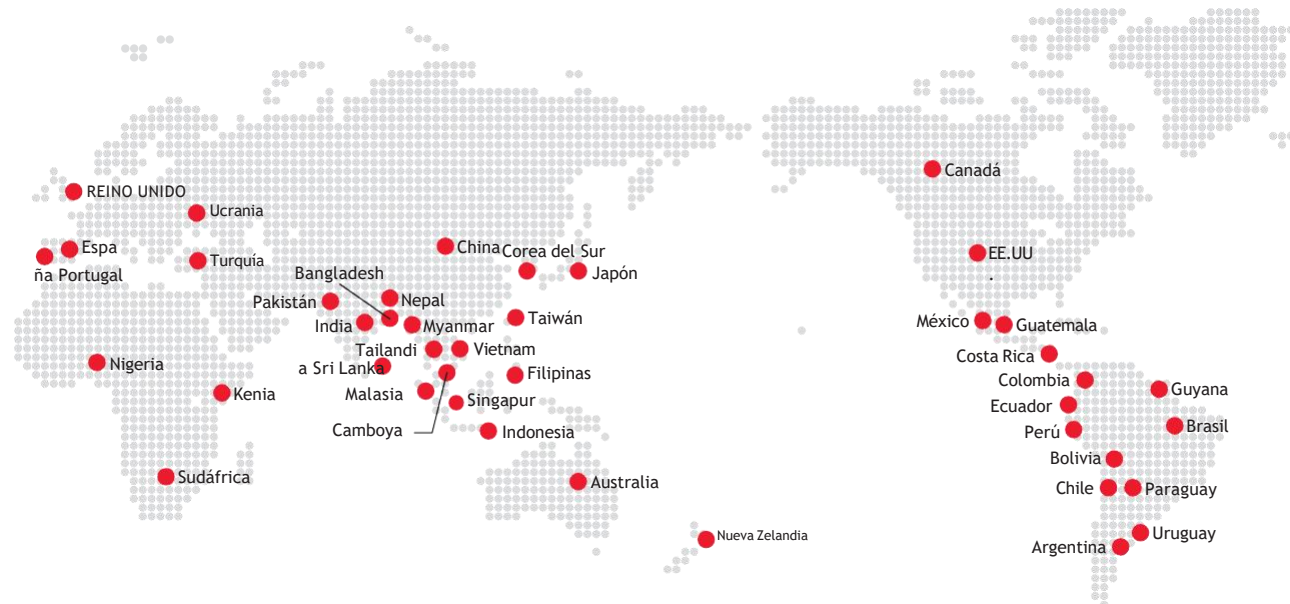 Canadá
REINO UNIDO
Ucrania
Espa
ña Portugal
Turquía
China
Corea del Sur
Japón
EE.UU
.
Bangladesh
Pakistán
Nepal
India
Myanmar
Taiwán
México
Guatemala
Tailandi
a Sri Lanka
Vietnam
Costa Rica
Nigeria
Filipinas
Colombia
Kenia
Malasia
Singapur
Guyana
Ecuador
Camboya
Indonesia
Perú
Brasil
Bolivia
Sudáfrica
Australia
Chile
Paraguay
Nueva Zelandia
Uruguay
Argentina